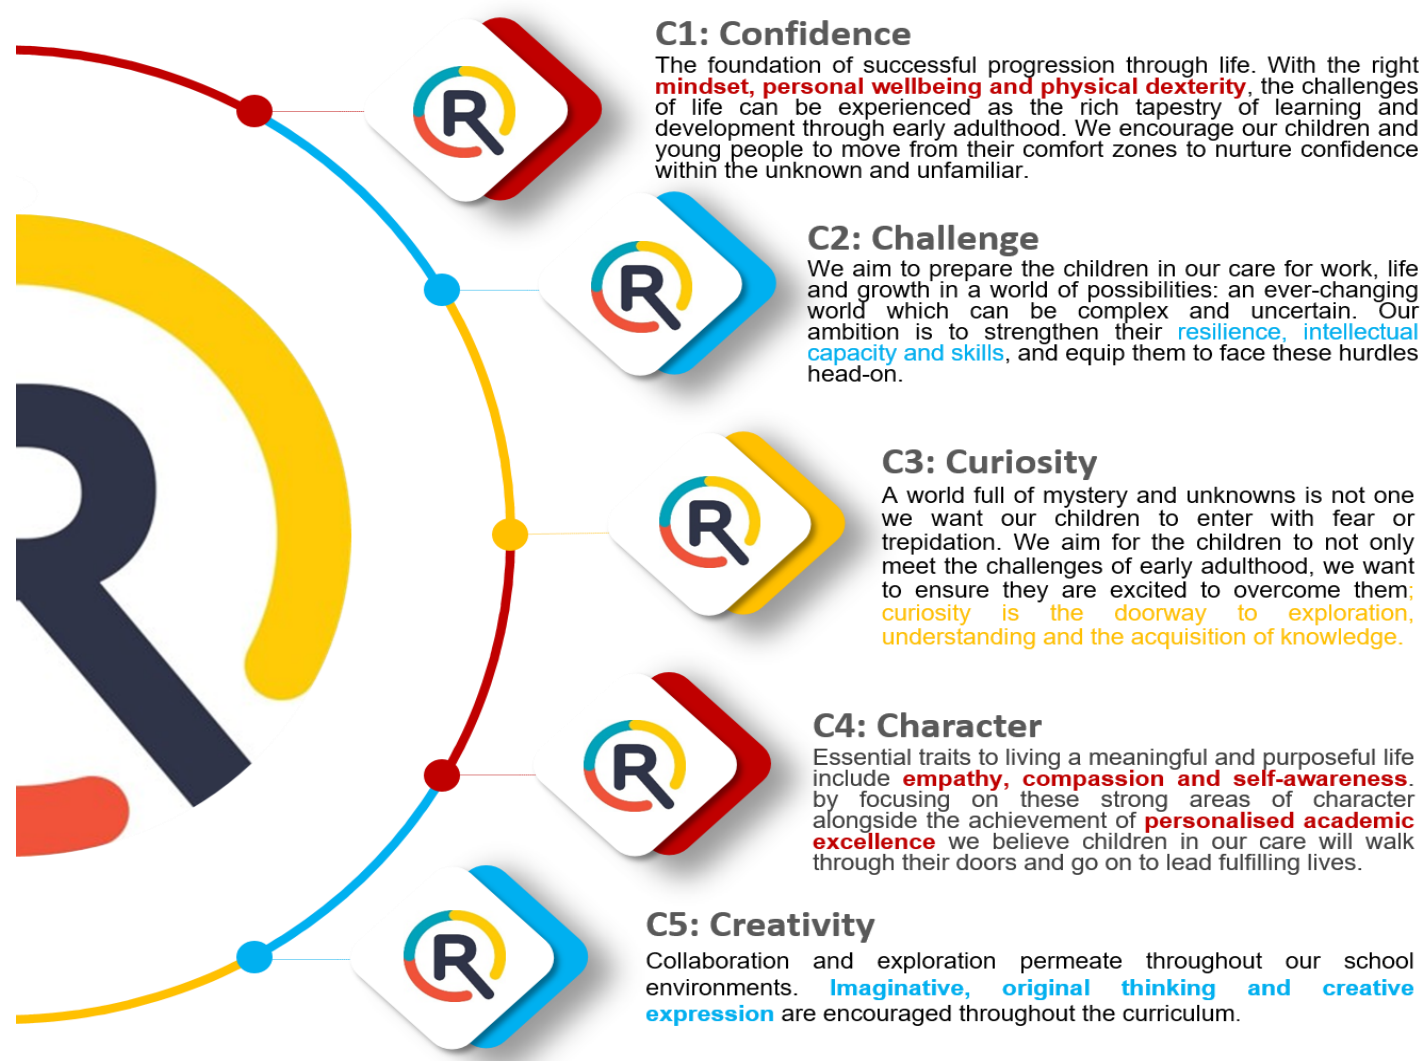 C1: Confidence
The foundation of successful progression through life. With the right
mindset, personal wellbeing and physical dexterity, the challenges
of life can be experienced as the rich tapestry of learning and
development through early adulthood. We encourage our children and
young people to move from their comfort zones to nurture confidence
within the unknown and unfamiliar.
R
C2: Challenge
We aim to prepare the children in our care for work, life
and growth in a world of possibilities: an ever-changing
world which can be complex and uncertain. Our
ambition is to strengthen their resilience, intellectual
capacity and skills, and equip them to face these hurdles
head-on.
R
C3: Curiosity
A world full of mystery and unknowns is not one
we want our children to enter with fear or
trepidation. We aim for the children to not only
meet the challenges of early adulthood, we want
to ensure they are excited to overcome them;
curiosity is the doorway to exploration,
understanding and the acquisition of knowledge.
R
R
C4: Character
Essential traits to living a meaningful and purposeful life
include empathy, compassion and self-awareness.
by focusing on these strong areas of character
alongside the achievement of personalised academic
excellence we believe children in our care will walk
through their doors and go on to lead fulfilling lives.
R
C5: Creativity
Collaboration and exploration permeate throughout our school
environments. Imaginative, original thinking and creative
expression are encouraged throughout the curriculum.
R